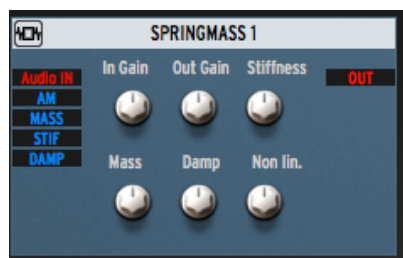 SPRINGMASS 1
In Gain Out Gain Stiffness
Audio IN
AM
MASS
STIF
DAMP
OUT
Mass Damp Non lin.